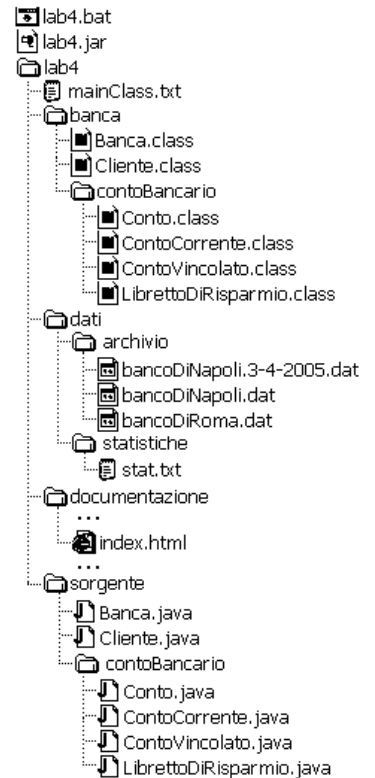 lab4.bat
lab4.jar
lab4
mainClass.txt
banca
Banca.class
Cliente.class
contoBancario
Conto.class
ContoCorrente.class
ContoVincolato.class
LibrettoDiRisparmio.class
dati
archivio
bancoDiNapoli.3-4-2005.dat
bancoDiNapoli.dat
bancoDiRoma.dat
statistiche
stat.txt
documentazione
...
index.html
...
sorgente
Banca.java
Cliente.java
contoBancario
Conto.java
ContoCorrente.java
ContoVincolato.java
LibrettoDiRisparmio.java